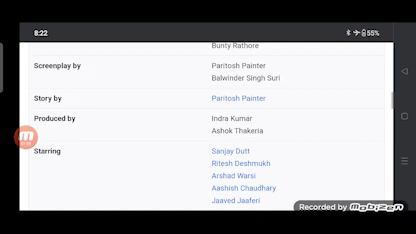 8:22
55%
Bunty Rathore
Screenplay by
Paritosh Painter
Balwinder Singh Suri
Story by
Paritosh Painter
Produced by
Indra Kumar
Ashok Thakeria
Starring
Sanjay Dutt
Ritesh Deshmukh
Arshad Warsi
Aashish Chaudhary
Jaaved Jaaferi
Recorded by Mobizen